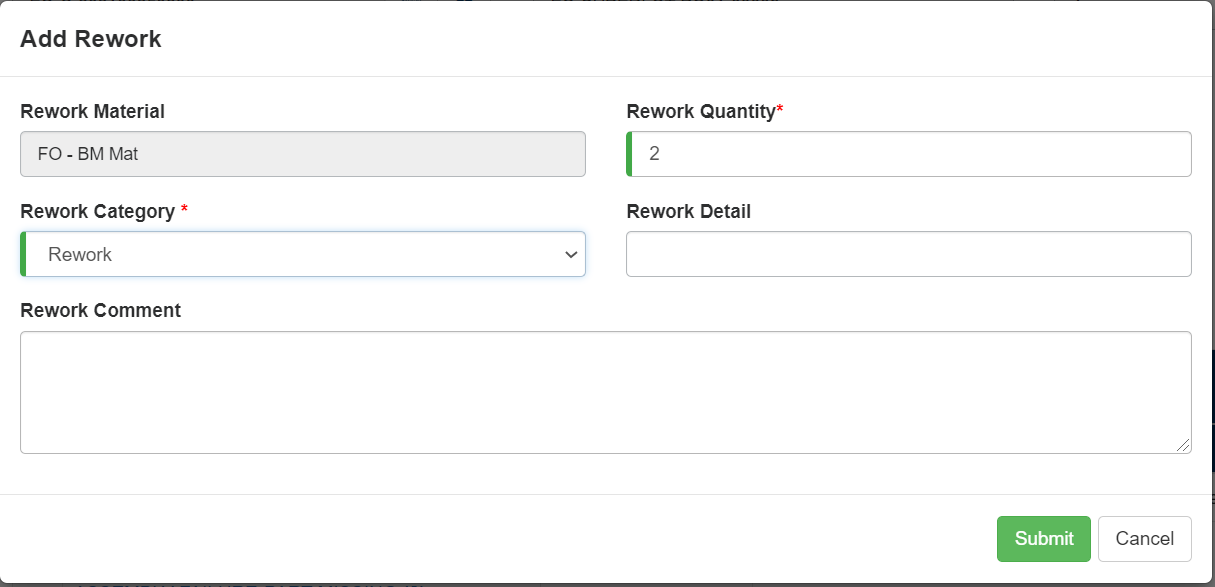 Add Rework
Rework Material
Rework Quantity*
FO - BM Mat
2
Rework Category *
Rework Detail
Rework
Rework Comment
Submit
Cancel